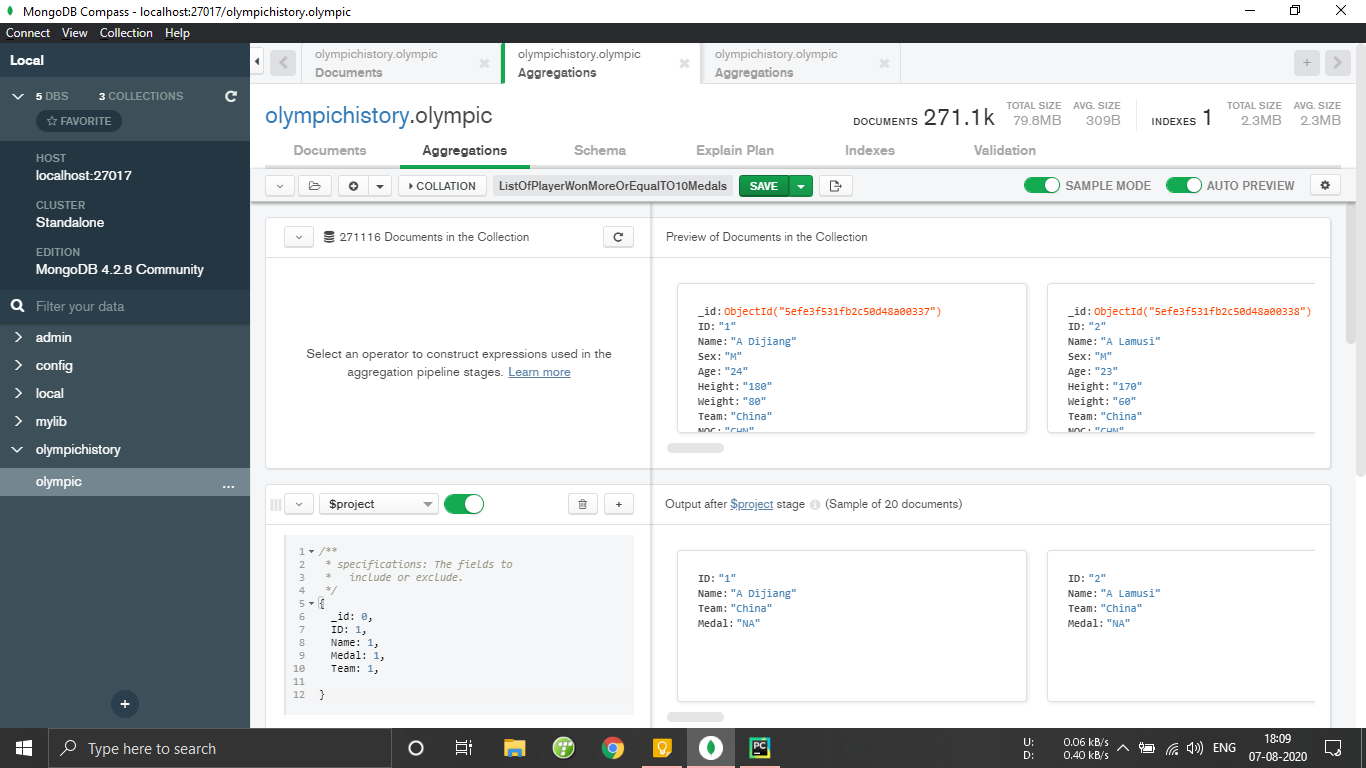 MongoDB Compass - localhost:27017/olympichistory.olympic
Connect View Collection Help
Local
5 DBS 3 COLLECTIONS
FAVORITE
HOST
localhost:27017
CLUSTER
Standalone
EDITION
MongoDB 4.2.8 Community
Filter your data
admin
config
local
mylib
olympichistory
olympic ...
olympichistory.olympic
Documents
olympichistory.olympic
Aggregations
olympichistory.olympic
Aggregations
olympichistory.olympic
DOCUMENTS 271.1k
TOTAL SIZE
79.8MB
AVG. SIZE
309B
INDEXES 1
TOTAL SIZE
2.3MB
AVG. SIZE
2.3MB
Documents Aggregations Schema Explain Plan Indexes Validation
COLLATION ListOfPlayerWonMoreOrEqualTO10Medals SAVE SAMPLE MODE AUTO PREVIEW
271116 Documents in the Collection
Preview of Documents in the Collection
Select an operator to construct expressions used in the
aggregation pipeline stages. Learn more
_id: ObjectId("5efe3f531fb2c50d48a00337")
ID: "1"
Name: "A Dijiang"
Sex: "M"
Age: "24"
Height: "180"
Weight: "80"
Team: "China"
NOC: "CHN"
_id: ObjectId("5efe3f531fb2c50d48a00338")
ID: "2"
Name: "A Lamusi"
Sex: "M"
Age: "23"
Height: "170"
Weight: "60"
Team: "China"
NOC: "CHN"
$project
Output after $project stage (Sample of 20 documents)
1 /**
2 * specifications: The fields to
3 * include or exclude.
4 */
5 {
6 _id: 0,
7 ID: 1,
8 Name: 1,
9 Medal: 1,
10 Team: 1,
11
12 }
ID: "1"
Name: "A Dijiang"
Team: "China"
Medal: "NA"
ID: "2"
Name: "A Lamusi"
Team: "China"
Medal: "NA"
Type here to search
PC
U: 0.06 kB/s
D: 0.40 kB/s
ENG
18:09
07-08-2020